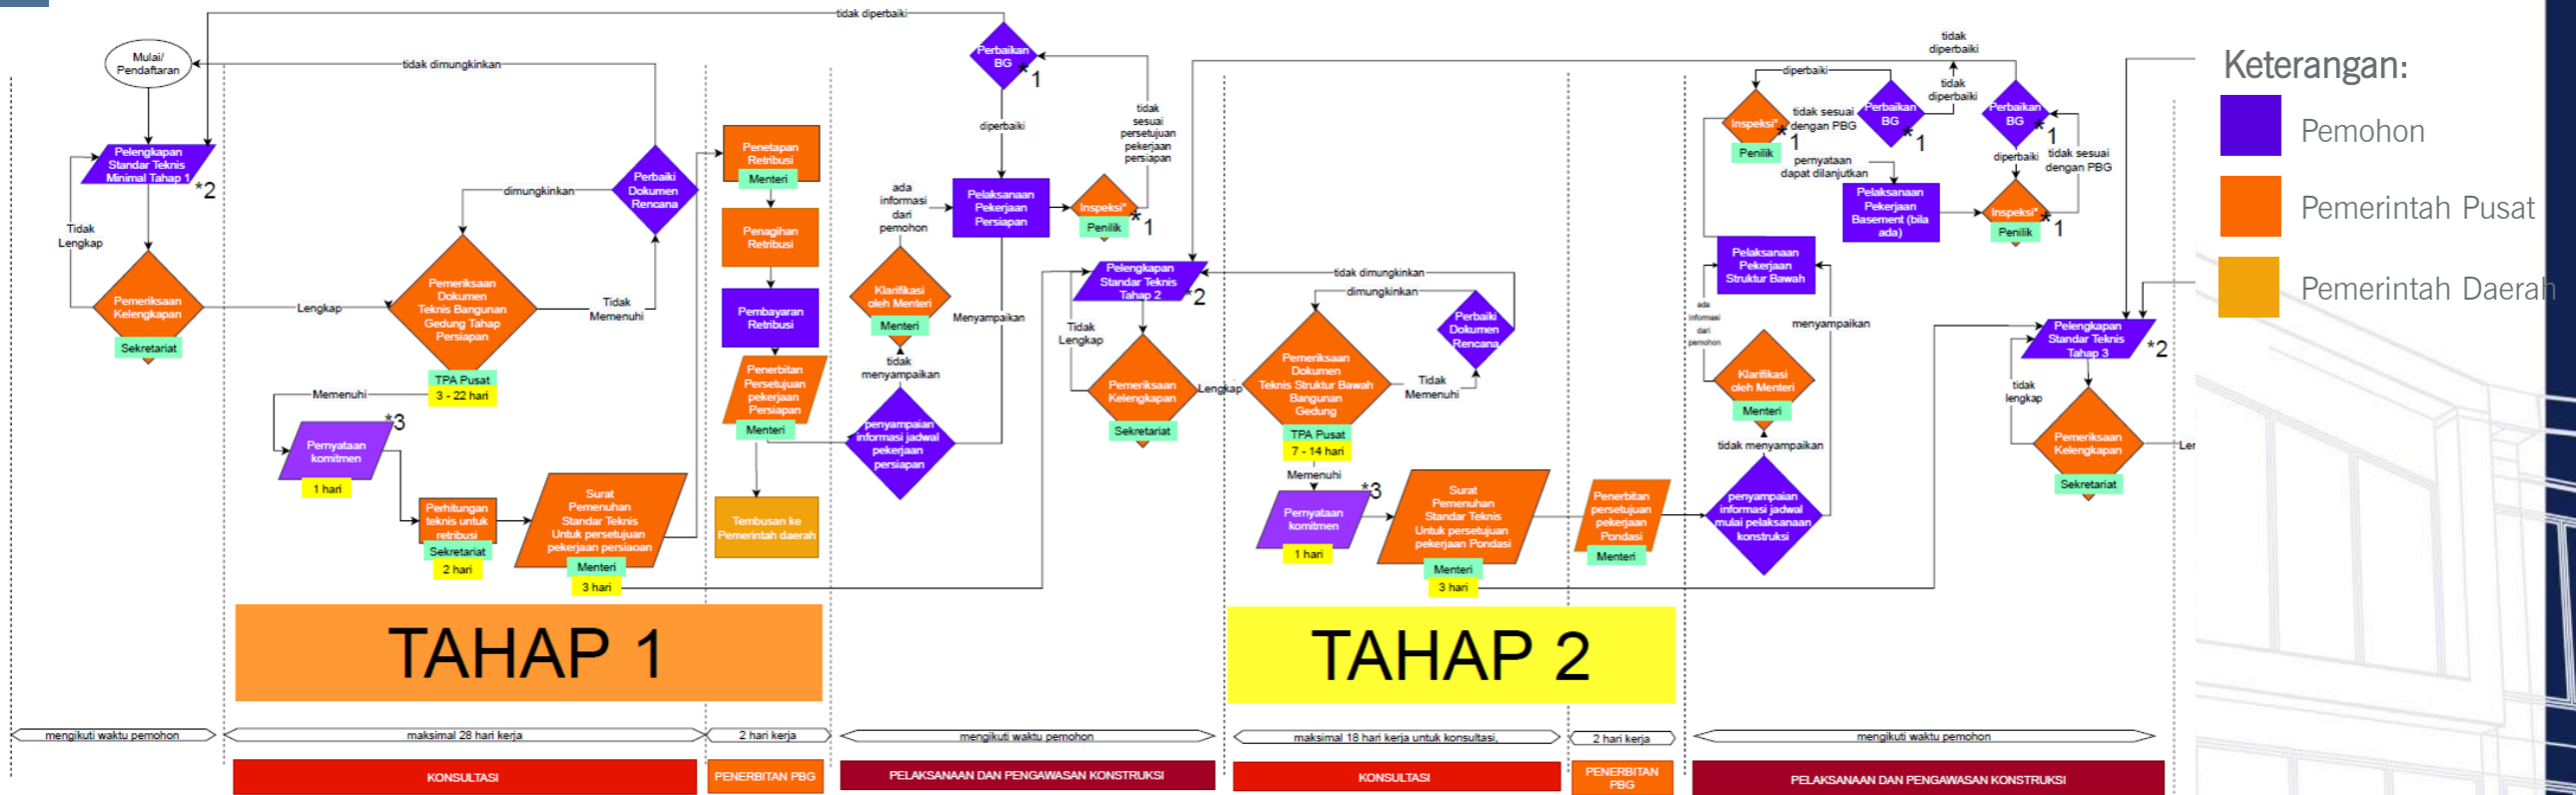 Mulai/
Pendaftaran
Pelengkapan
Standar Teknis
Minimal Tahap 1
*2
Tidak
Lengkap
Pemeriksaan
Kelengkapan
Sekretariat
Lengkap
tidak dimungkinkan
dimungkinkan
Perbaiki
Dokumen
Rencana
Pemeriksaan
Dokumen
Teknis Bangunan
Gedung Tahap
Persiapan
TPA Pusat
3 - 22 hari
Tidak
Memenuhi
Memenuhi
*3
Pernyataan
komitmen
1 hari
Perhitungan
teknis untuk
retribusi
Sekretariat
2 hari
Surat
Pemenuhan
Standar Teknis
Untuk persetujuan
pekerjaan persiaoan
Menteri
3 hari
Penetapan
Retribusi
Menteri
Penagihan
Retribusi
Pembayaran
Retribusi
Penerbitan
Persetujuan
pekerjaan
Persiapan
Menteri
Tembusan ke
Pemerintah daerah
tidak diperbaiki
Perbaikan
BG
*1
diperbaiki
tidak
sesuai
persetujuan
pekerjaan
persiapan
ada
informasi
dari
pemohon
Pelaksanaan
Pekerjaan
Persiapan
Inspeksi*
*1
Penilik
Klarifikasi
oleh Menteri
Menteri
tidak
menyampaikan
Menyampaikan
penyampaian
informasi jadwal
pekerjaan
persiapan
Pelengkapan
Standar Teknis
Tahap 2
*2
Tidak
Lengkap
Pemeriksaan
Kelengkapan
Sekretariat
Lengkap
tidak dimungkinkan
dimungkinkan
Perbaiki
Dokumen
Rencana
Pemeriksaan
Dokumen
Teknis Struktur Bawah
Bangunan
Gedung
TPA Pusat
7 - 14 hari
Tidak
Memenuhi
Memenuhi
*3
Pernyataan
komitmen
1 hari
Surat
Pemenuhan
Standar Teknis
Untuk persetujuan
pekerjaan Pondasi
Menteri
3 hari
Penerbitan
persetujuan
pekerjaan
Pondasi
Menteri
tidak
diperbaiki
diperbaiki
tidak
diperbaiki
Inspeksi*
*1
Penilik
tidak sesuai
dengan PBG
Perbaikan
BG
*1
Perbaikan
BG
*1
pernyataan
dapat dilanjutkan
diperbaiki
tidak sesuai
dengan PBG
Pelaksanaan
Pekerjaan
Basement (bila
ada)
Inspeksi*
*1
Penilik
Pelaksanaan
Pekerjaan
Struktur Bawah
ada
informasi
dari
pemohon
menyampaikan
Klarifikasi
oleh Menteri
Menteri
tidak menyampaikan
penyampaian
informasi jadwal
mulai pelaksanaan
konstruksi
Pelengkapan
Standar Teknis
Tahap 3
*2
tidak
lengkap
Pemeriksaan
Kelengkapan
Sekretariat
Ler
Keterangan:
Pemohon
Pemerintah Pusat
Pemerintah Daerah
TAHAP 1
TAHAP 2
mengikuti waktu pemohon
maksimal 28 hari kerja
2 hari kerja
mengikuti waktu pemohon
maksimal 18 hari kerja untuk konsultasi,
2 hari kerja
mengikuti waktu pemohon
KONSULTASI
PENERBITAN PBG
PELAKSANAAN DAN PENGAWASAN KONSTRUKSI
KONSULTASI
PENERBITAN
PBG
PELAKSANAAN DAN PENGAWASAN KONSTRUKSI